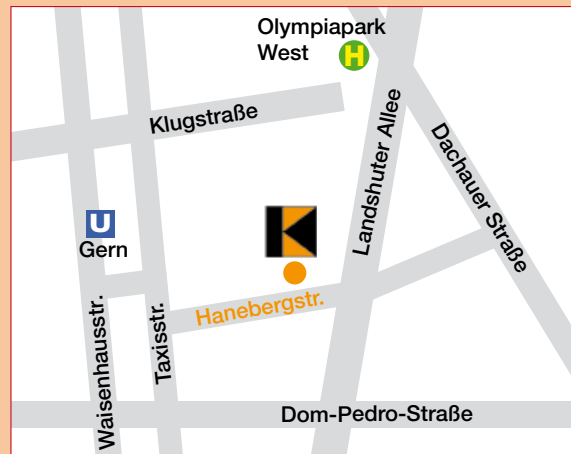 Olympiapark
West
H
Klugstraße
Landshuter Allee
Dachauer Straße
U
Gern
K
Hanebergstr.
Waisenhausstr.
Taxisstr.
Dom-Pedro-Straße